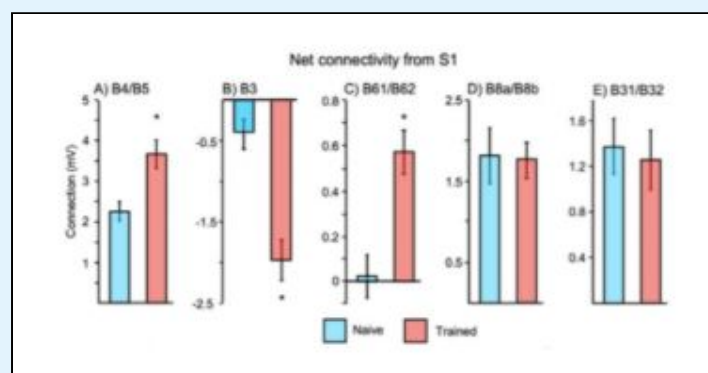 Net connectivity from S1
A) B4/B5
B) B3
C) B61/B62
D) B8a/B8b
E) B31/B32
Connection (mV)
5
4
3
2
1
*
-0.5
-1.5
-2.5
*
0.8
0.6
0.4
0.2
0
*
2.5
1.5
0.5
1.6
1.2
0.8
0.4
Naive
Trained